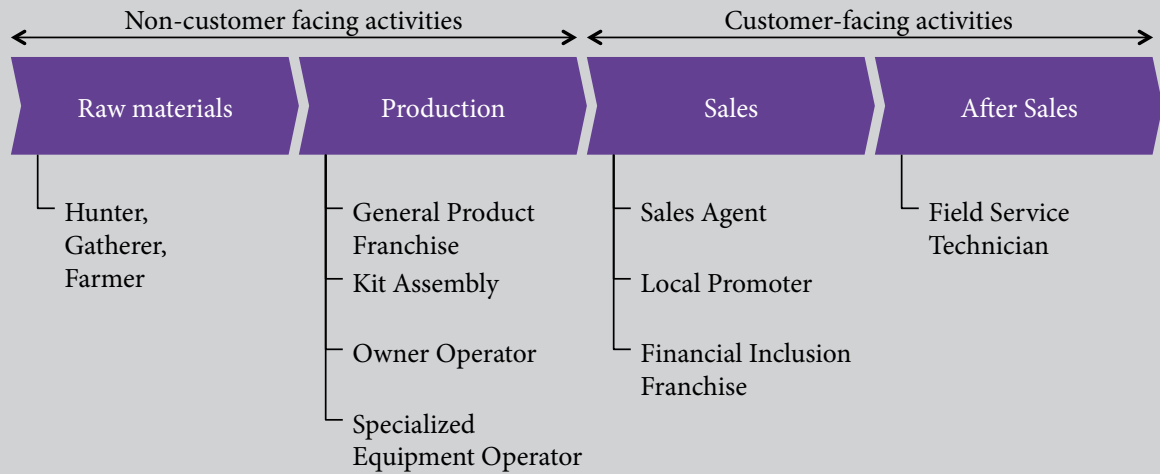 Non-customer facing activities
Customer-facing activities
Raw materials
Production
Sales
After Sales
Hunter,
Gatherer,
Farmer
General Product
Franchise
Kit Assembly
Owner Operator
Specialized
Equipment Operator
Sales Agent
Local Promoter
Financial Inclusion
Franchise
Field Service
Technician